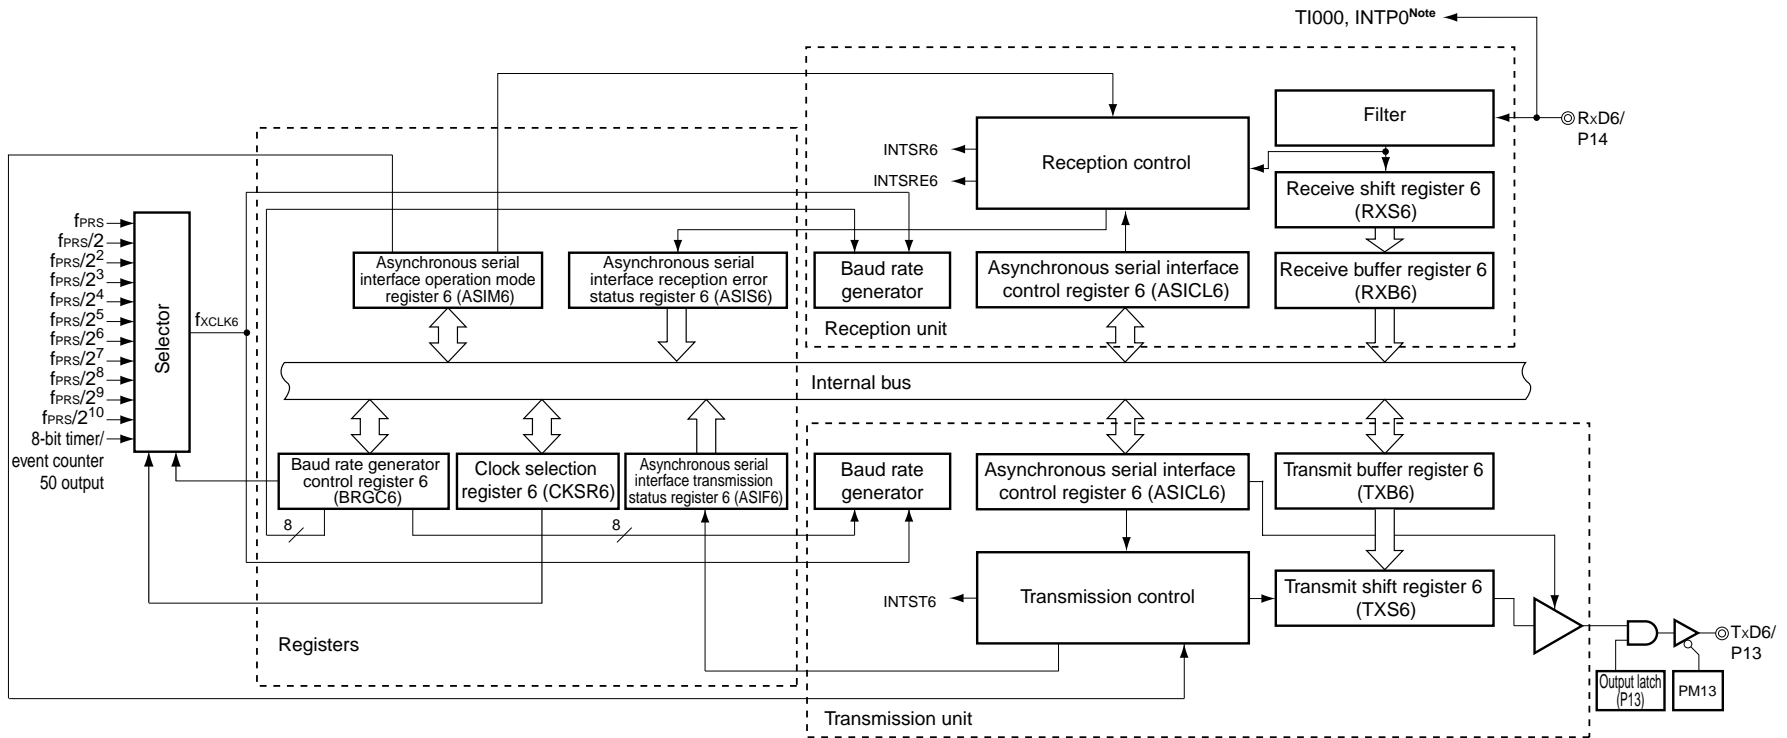 TI000, INTP0Note
Filter
RxD6/
P14
INTSR6
INTSRE6
Reception control
Receive shift register 6
(RXS6)
fPRS
fPRS/2
fPRS/2²
fPRS/2³
fPRS/2⁴
fPRS/2⁵
fPRS/2⁶
fPRS/2⁷
fPRS/2⁸
fPRS/2⁹
fPRS/2¹⁰
8-bit timer/
event counter
50 output
Selector
fXCLK6
Asynchronous serial
interface operation mode
register 6 (ASIM6)
Asynchronous serial
interface reception error
status register 6 (ASIS6)
Baud rate
generator
Asynchronous serial interface
control register 6 (ASICL6)
Receive buffer register 6
(RXB6)
Reception unit
Internal bus
Baud rate generator
control register 6
(BRGC6)
Clock selection
register 6 (CKSR6)
Asynchronous serial
interface transmission
status register 6 (ASIF6)
Baud rate
generator
Asynchronous serial interface
control register 6 (ASICL6)
Transmit buffer register 6
(TXB6)
8
8
INTST6
Transmission control
Transmit shift register 6
(TXS6)
Registers
TxD6/
P13
Output latch
(P13)
PM13
Transmission unit